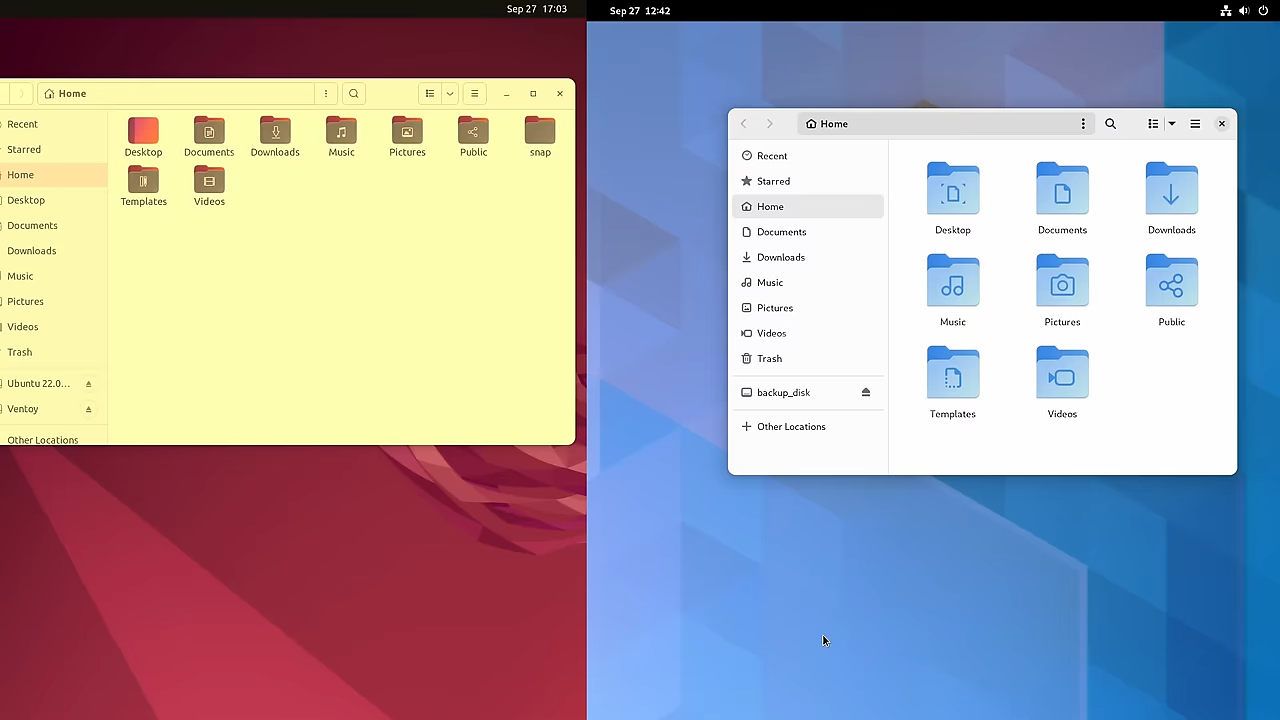 Sep 27 17:03
Home
Recent
Starred
Home
Desktop
Documents
Downloads
Music
Pictures
Videos
Trash
Ubuntu 22.0...
Ventoy
Other Locations
Desktop Documents Downloads Music Pictures Public snap
Templates Videos
Sep 27 12:42
Home
Recent
Starred
Home
Documents
Downloads
Music
Pictures
Videos
Trash
backup_disk
Other Locations
Desktop Documents Downloads
Music Pictures Public
Templates Videos